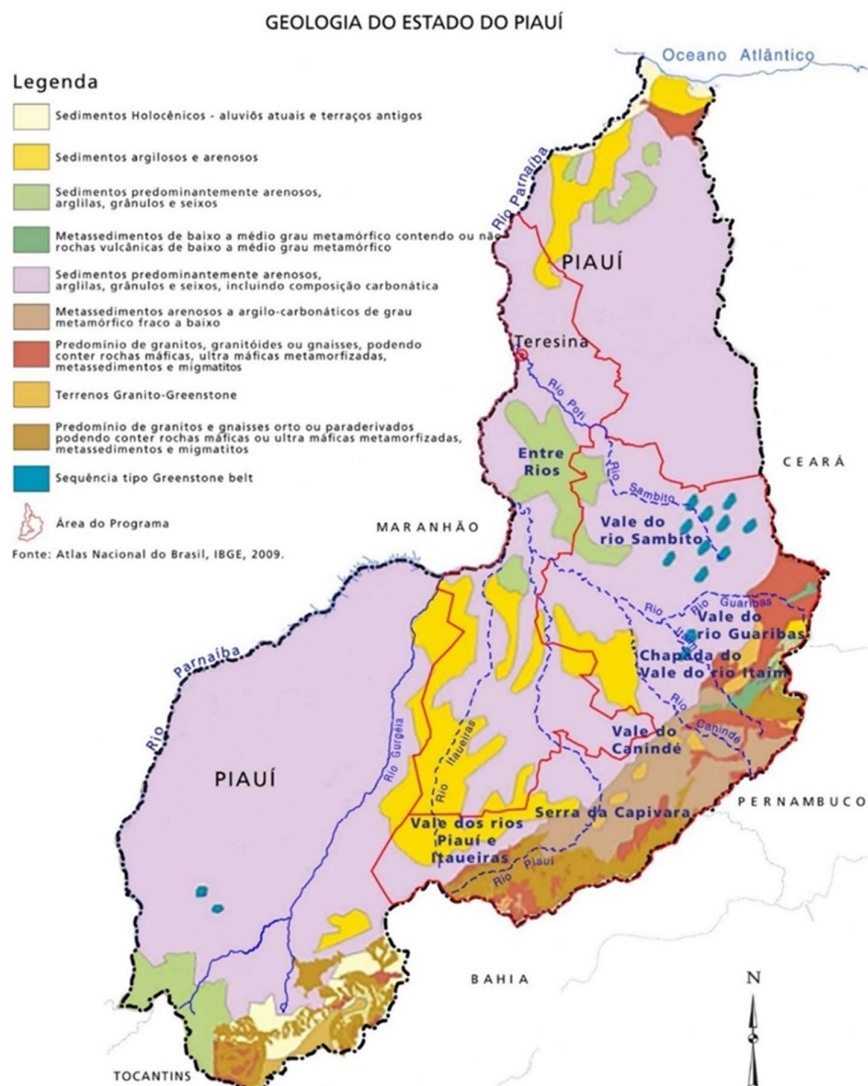 GEOLOGIA DO ESTADO DO PIAUÍ
Oceano Atlântico
Legenda
Sedimentos Holocênicos - aluviõs atuais e terraços antigos
Sedimentos argilosos e arenosos
Sedimentos predominantemente arenosos,
arglilas, grânulos e seixos
Metassedimentos de baixo a médio grau metamórfico contendo ou não
rochas vulcânicas de baixo a médio grau metamórfico
Sedimentos predominantemente arenosos,
arglilas, grânulos e seixos, incluindo composição carbonática
Metassedimentos arenosos a argilo-carbonáticos de grau
metamórfico fraco a baixo
Predomínio de granitos, granitóides ou gnaisses, podendo
conter rochas máficas, ultra máficas metamorfizadas,
metassedimentos e migmatitos
Terrenos Granito-Greenstone
Predomínio de granitos e gnaisses orto ou paraderivados
podendo conter rochas máficas ou ultra máficas metamorfizadas,
metassedimentos e migmatitos
Sequência tipo Greenstone belt
Área do Programa
Fonte: Atlas Nacional do Brasil, IBGE, 2009.
Rio Parnaíba
PIAUÍ
Teresina
Rio Poti
Entre
Rios
CEARÁ
Rio Sambito
MARANHÃO
Vale do
rio Sambito
Rio
Rio Guaribas
Vale do
rio Guaribas
Itaim
Chapada do
Vale do rio Itaim
Rio Parnaíba
Rio Canindé
Rio Gurgéia
Rio Itaueiras
Vale do
Canindé
PIAUÍ
PERNAMBUCO
Serra da Capivara
Vale dos rios
Piauí e
Itaueiras
Rio Piauí
BAHIA
N
TOCANTINS